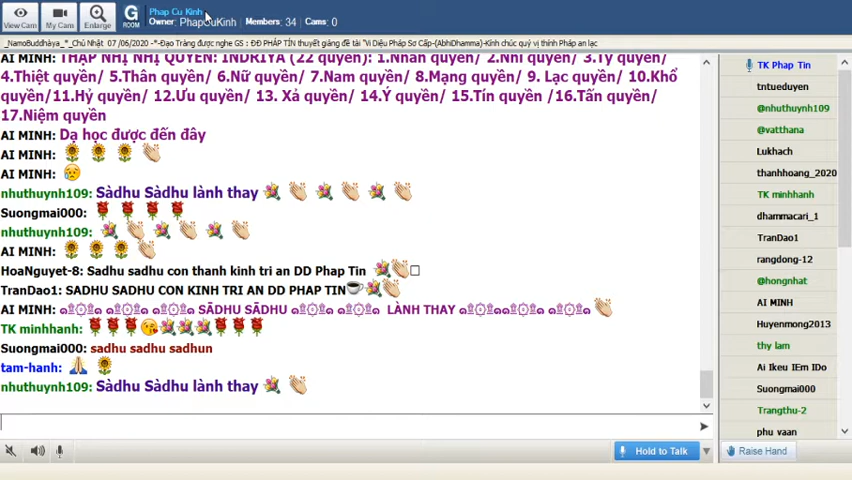 View Cam
My Cam
Enlarge
G ROOM
Phap Cu Kinh
Owner: PhapCuKinh Members: 34 Cams: 0
_NamoBuddhàya_*_Chủ Nhật 07/06/2020 -*-Đạo Tràng được nghe GS : ĐĐ PHÁP TÍN thuyết giảng đề tài "Vi Diệu Pháp Sơ Cấp-(AbhiDhamma)-Kính chúc quý vị thính Pháp an lạc
AI MINH: THẬP NHỊ NHỊ QUYỀN: INDRIYA (22 quyền): 1.Nhãn quyền/ 2.Nhĩ quyền/ 3.Tỷ quyền/
4.Thiệt quyền/ 5.Thân quyền/ 6.Nữ quyền/ 7.Nam quyền/ 8.Mạng quyền/ 9. Lạc quyền/ 10.Khổ
quyền/11.Hỷ quyền/ 12.Ưu quyền/ 13. Xả quyền/ 14.Ý quyền/ 15.Tín quyền /16.Tấn quyền/
17.Niệm quyền
AI MINH: Dạ học được đến đây
AI MINH:
AI MINH:
nhuthuynh109: Sàdhu Sàdhu lành thay
Suongmai000:
nhuthuynh109:
AI MINH:
HoaNguyet-8: Sadhu sadhu con thanh kinh tri an DD Phap Tin
TranDao1: SADHU SADHU CON KINH TRI AN DD PHAP TIN
AI MINH: SĀDHU SĀDHU LÀNH THAY
TK minhhanh:
Suongmai000: sadhu sadhu sadhun
tam-hanh:
nhuthuynh109: Sàdhu Sàdhu lành thay
TK Phap Tin
tntueduyen
@nhuthuynh109
@vatthana
Lukhach
thanhhoang_2020
TK minhhanh
dhammacari_1
TranDao1
rangdong-12
@hongnhat
AI MINH
Huyenmong2013
thy lam
Ai Ikeu IEm IDo
Suongmai000
Trangthu-2
phu vaan
Hold to Talk
Raise Hand